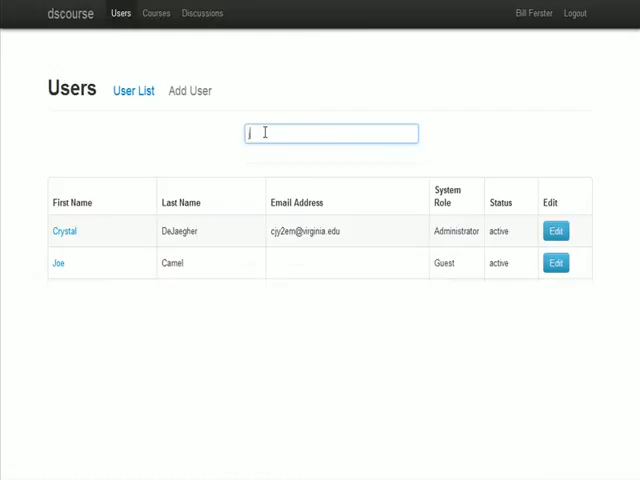 dscourse Users Courses Discussions Bill Ferster Logout
Users User List Add User
j
First Name Last Name Email Address System Role Status Edit
Crystal DeJaegher cjy2em@virginia.edu Administrator active Edit
Joe Camel Guest active Edit